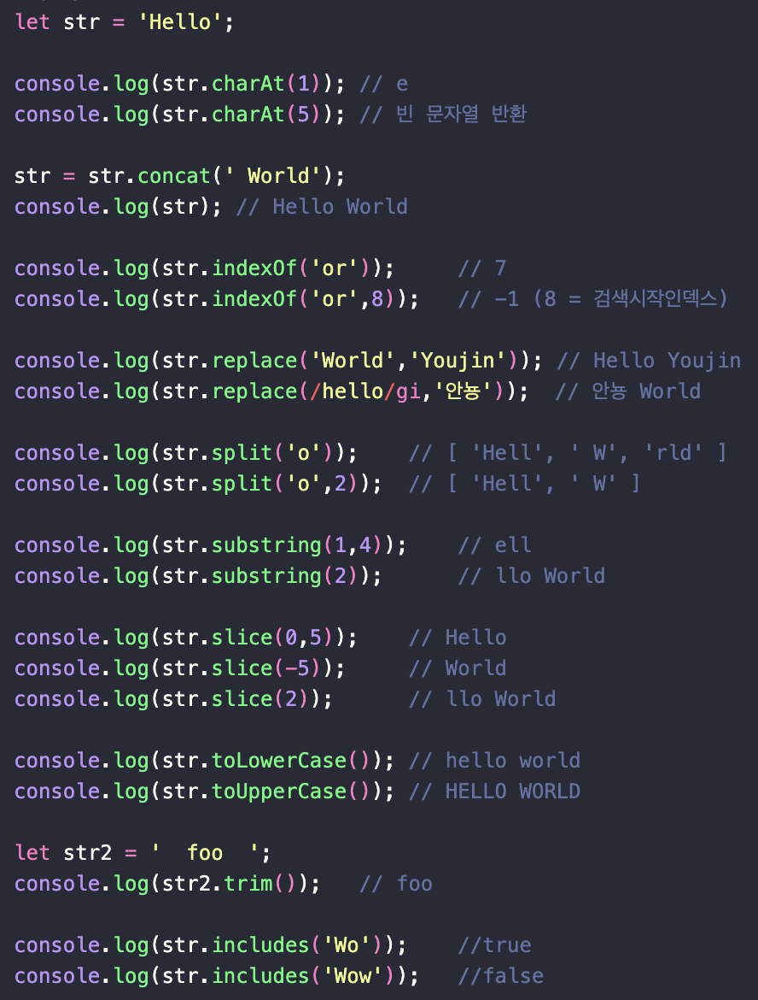 let str = 'Hello';
console.log(str.charAt(1)); // e
console.log(str.charAt(5)); // 빈 문자열 반환
str = str.concat(' World');
console.log(str); // Hello World
console.log(str.indexOf('or'));     // 7
console.log(str.indexOf('or',8));   // -1 (8 = 검색시작인덱스)
console.log(str.replace('World','Youjin')); // Hello Youjin
console.log(str.replace(/hello/gi,'안뇽'));  // 안뇽 World
console.log(str.split('o'));    // [ 'Hell', ' W', 'rld' ]
console.log(str.split('o',2));  // [ 'Hell', ' W' ]
console.log(str.substring(1,4));    // ell
console.log(str.substring(2));      // llo World
console.log(str.slice(0,5));    // Hello
console.log(str.slice(-5));     // World
console.log(str.slice(2));      // llo World
console.log(str.toLowerCase()); // hello world
console.log(str.toUpperCase()); // HELLO WORLD
let str2 = '  foo  ';
console.log(str2.trim());   // foo
console.log(str.includes('Wo'));    //true
console.log(str.includes('Wow'));   //false